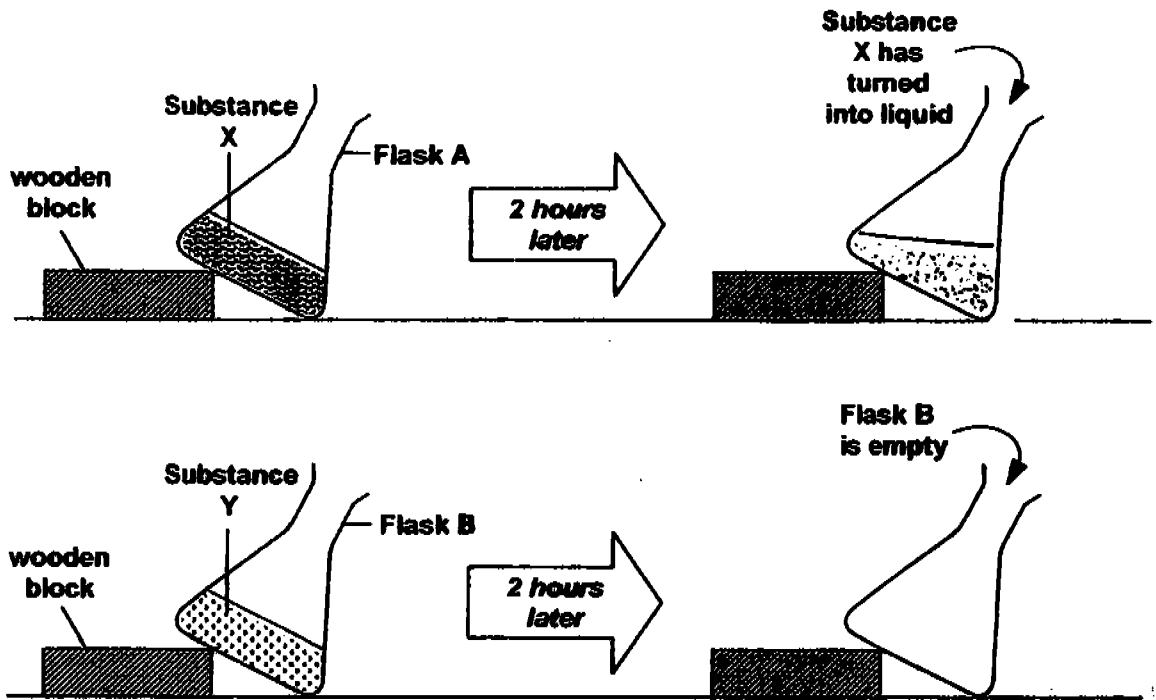 Substance
X
Flask A
wooden
block
2 hours
later
Substance
X has
turned
into liquid
Substance
Y
Flask B
wooden
block
2 hours
later
Flask B
is empty